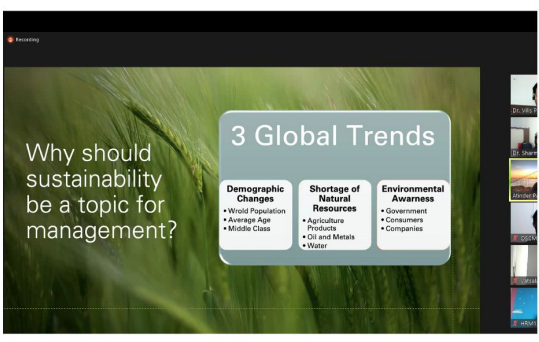 Recording
Why should
sustainability
be a topic for
management?
3 Global Trends
Demographic
Changes
• Wrold Population
• Average Age
• Middle Class
Shortage of
Natural
Resources
• Agriculture
Products
• Oil and Metals
• Water
Environmental
Awarness
• Government
• Consumers
• Companies
Dr. Vilis P
Dr. Sharm